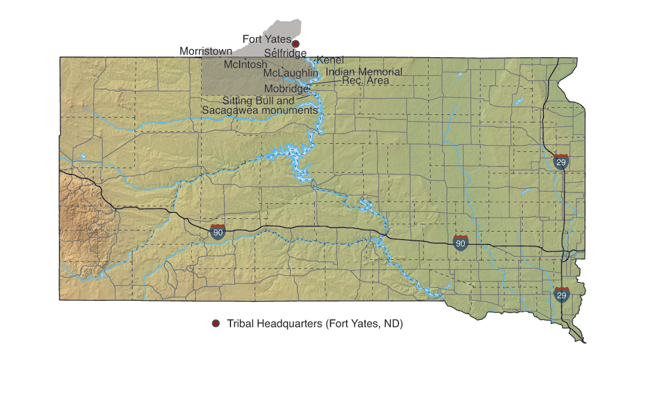 Fort Yates
Morristown
Selfridge
Kenel
McIntosh
McLaughlin
Indian Memorial
Rec. Area
Mobridge
Sitting Bull and
Sacagawea monuments
29
90
90
29
Tribal Headquarters (Fort Yates, ND)